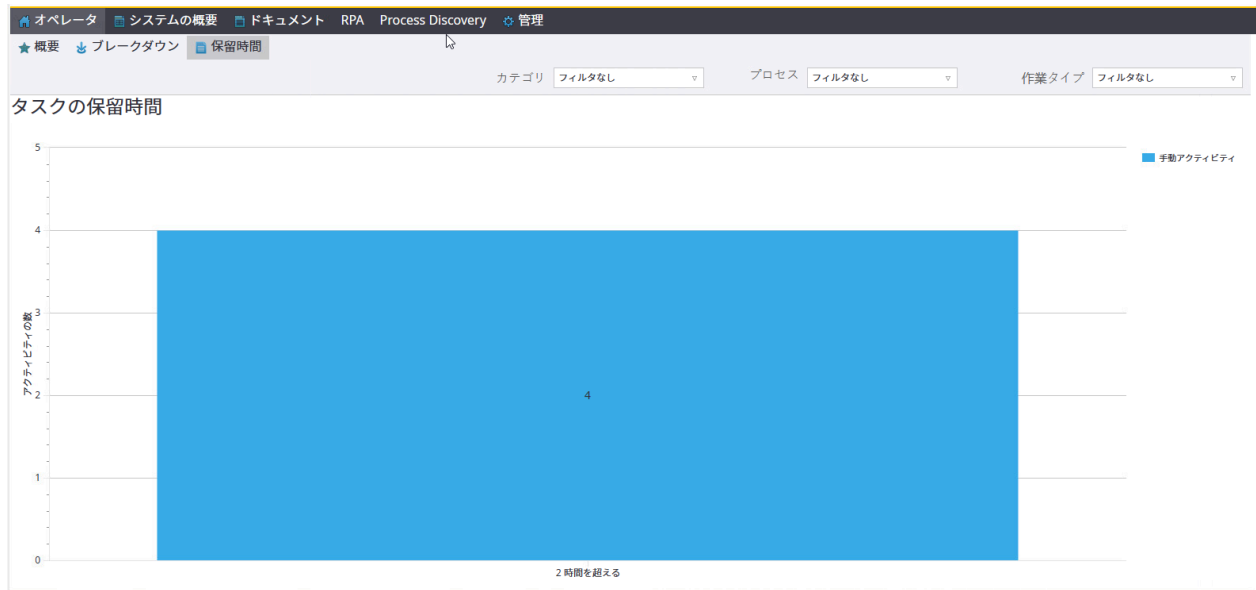 オペレータ システムの概要 ドキュメント RPA Process Discovery 管理
概要 ブレークダウン 保留時間
カテゴリ フィルタなし プロセス フィルタなし 作業タイプ フィルタなし
タスクの保留時間
5
手動アクティビティ
4
3
アクティビティの数
2
4
1
0
2 時間を超える